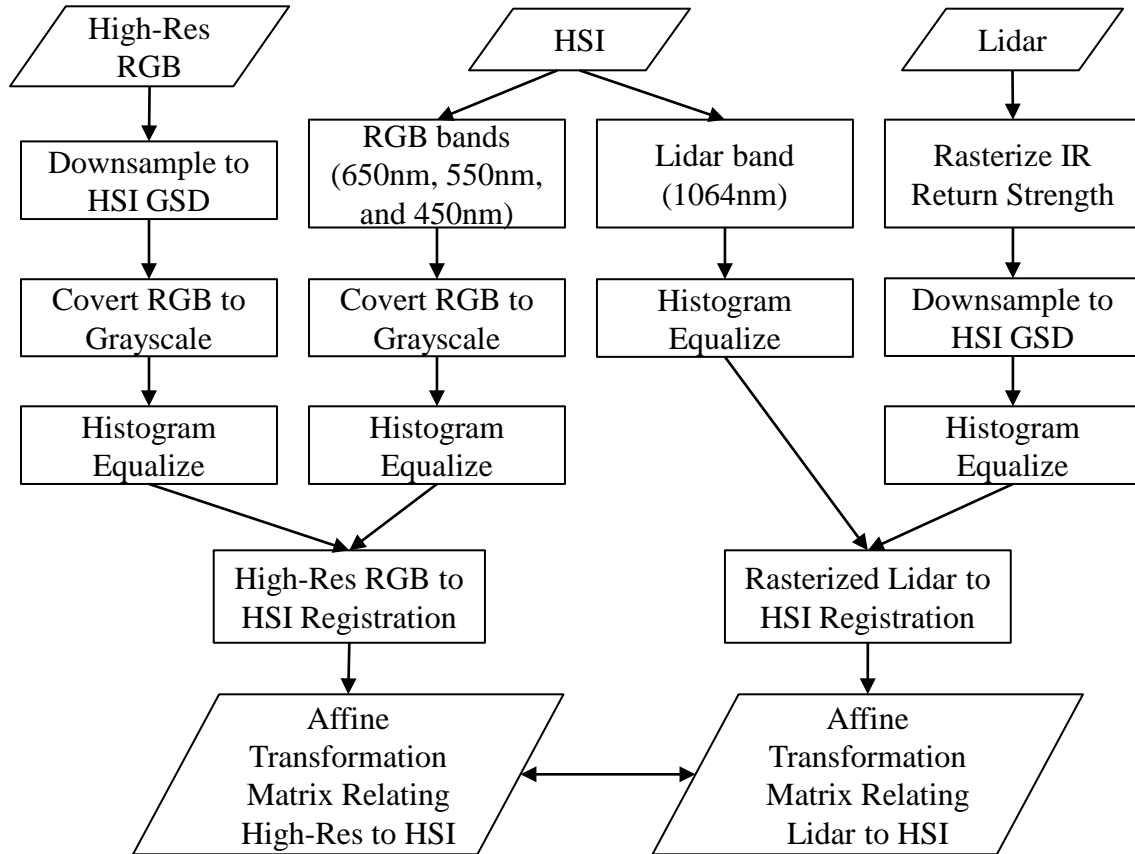 High-Res
RGB
HSI
Lidar
Downsample to
HSI GSD
RGB bands
(650nm, 550nm,
and 450nm)
Lidar band
(1064nm)
Rasterize IR
Return Strength
Covert RGB to
Grayscale
Covert RGB to
Grayscale
Histogram
Equalize
Downsample to
HSI GSD
Histogram
Equalize
Histogram
Equalize
Histogram
Equalize
High-Res RGB to
HSI Registration
Rasterized Lidar to
HSI Registration
Affine
Transformation
Matrix Relating
High-Res to HSI
Affine
Transformation
Matrix Relating
Lidar to HSI